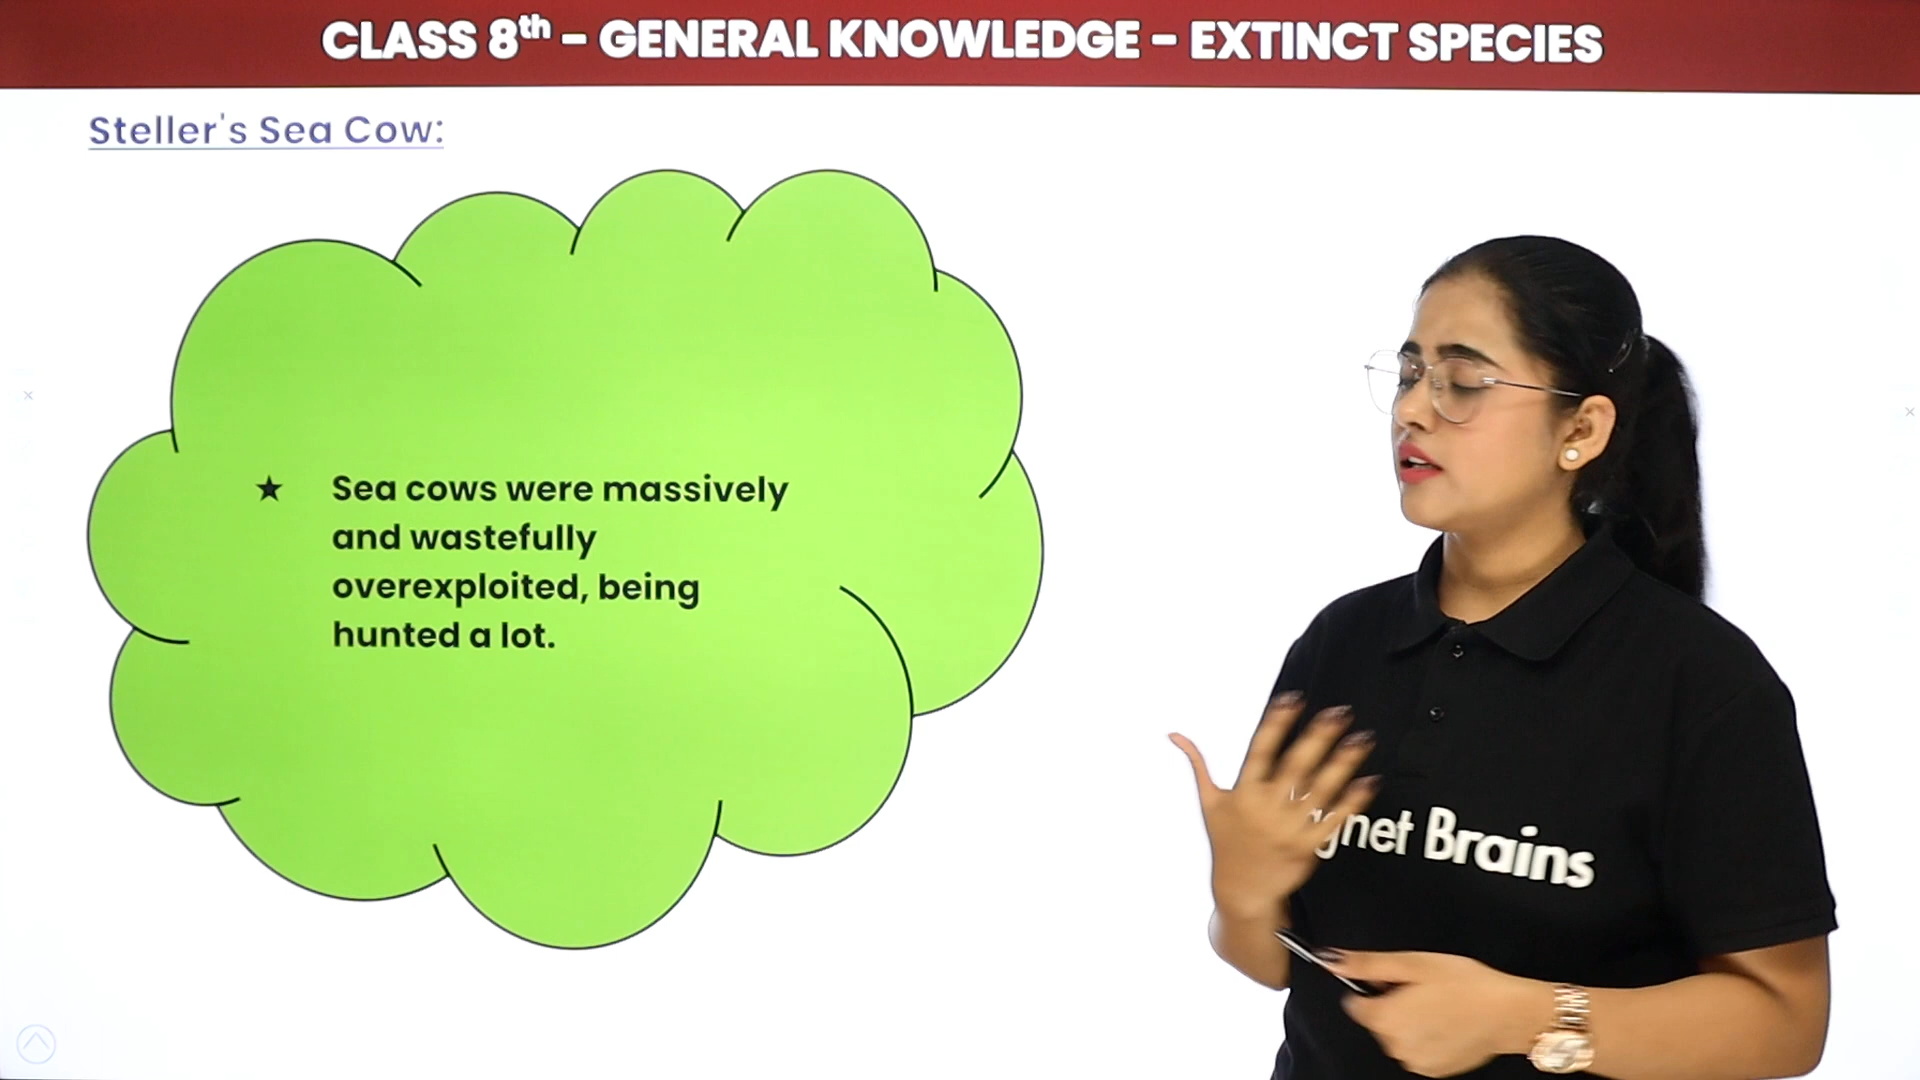 CLASS 8th - GENERAL KNOWLEDGE - EXTINCT SPECIES
Steller's Sea Cow:
★ Sea cows were massively
and wastefully
overexploited, being
hunted a lot.
Brains